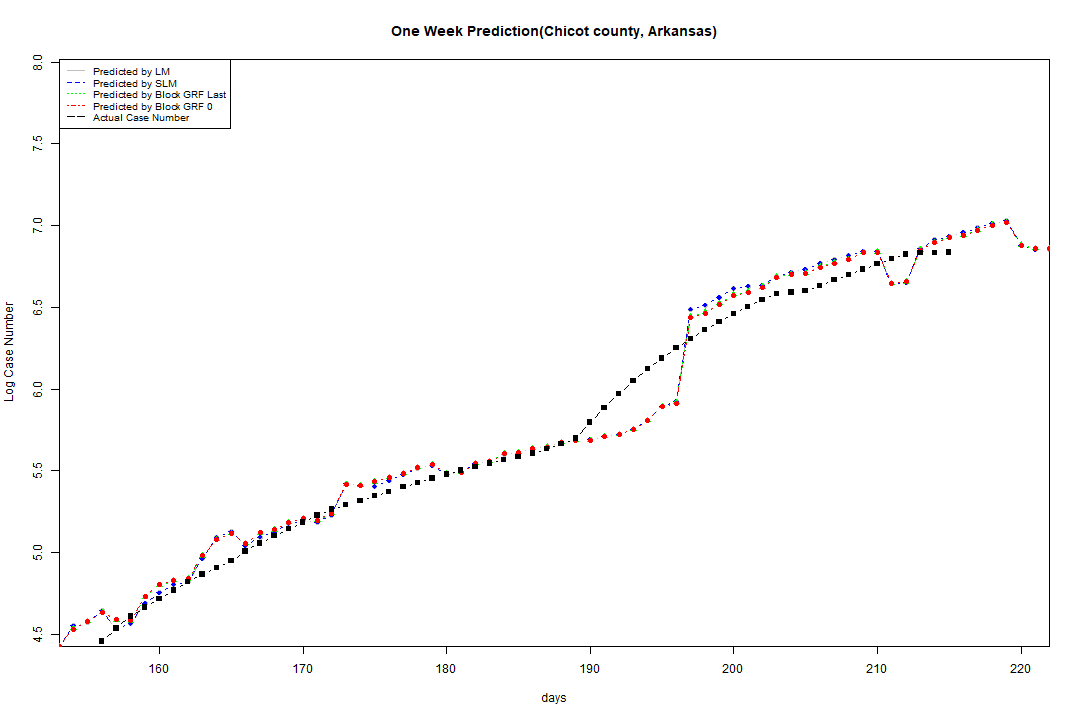 One Week Prediction(Chicot county, Arkansas)
Predicted by LM
Predicted by SLM
Predicted by Block GRF Last
Predicted by Block GRF 0
Actual Case Number
Log Case Number
8.0
7.5
7.0
6.5
6.0
5.5
5.0
4.5
160 170 180 190 200 210 220
days